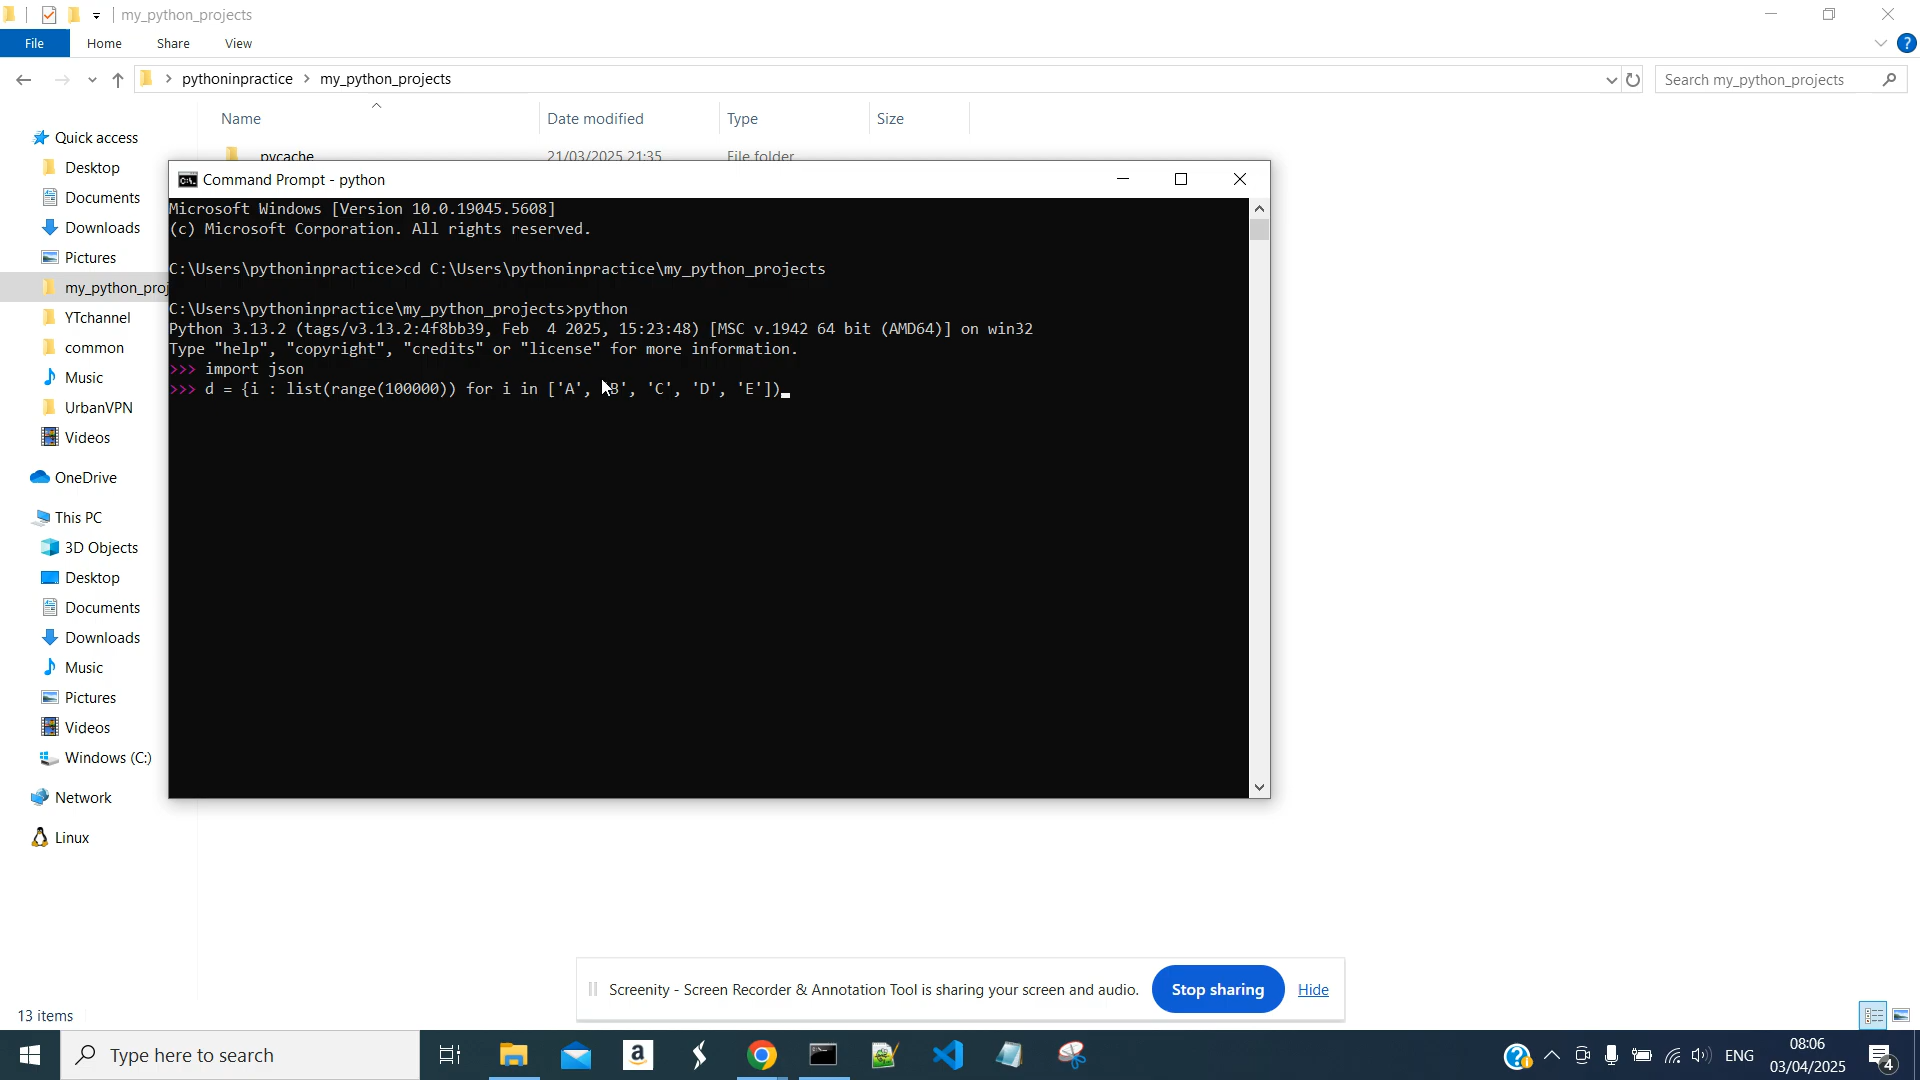 my_python_projects
File Home Share View
pythoninpractice my_python_projects
Search my_python_projects
Name Date modified Type Size
pycache 21/03/2025 21:35 File folder
Quick access
Desktop
Documents
Downloads
Pictures
my_python_proj
YTchannel
common
Music
UrbanVPN
Videos
OneDrive
This PC
3D Objects
Desktop
Documents
Downloads
Music
Pictures
Videos
Windows (C:)
Network
Linux
Command Prompt - python
Microsoft Windows [Version 10.0.19045.5608]
(c) Microsoft Corporation. All rights reserved.
C:\Users\pythoninpractice>cd C:\Users\pythoninpractice\my_python_projects
C:\Users\pythoninpractice\my_python_projects>python
Python 3.13.2 (tags/v3.13.2:4f8bb39, Feb  4 2025, 15:23:48) [MSC v.1942 64 bit (AMD64)] on win32
Type "help", "copyright", "credits" or "license" for more information.
>>> import json
>>> d = {i : list(range(100000)) for i in ['A', 'B', 'C', 'D', 'E'])
Screenity - Screen Recorder & Annotation Tool is sharing your screen and audio.
Stop sharing
Hide
13 items
Type here to search
ENG
08:06
03/04/2025
4